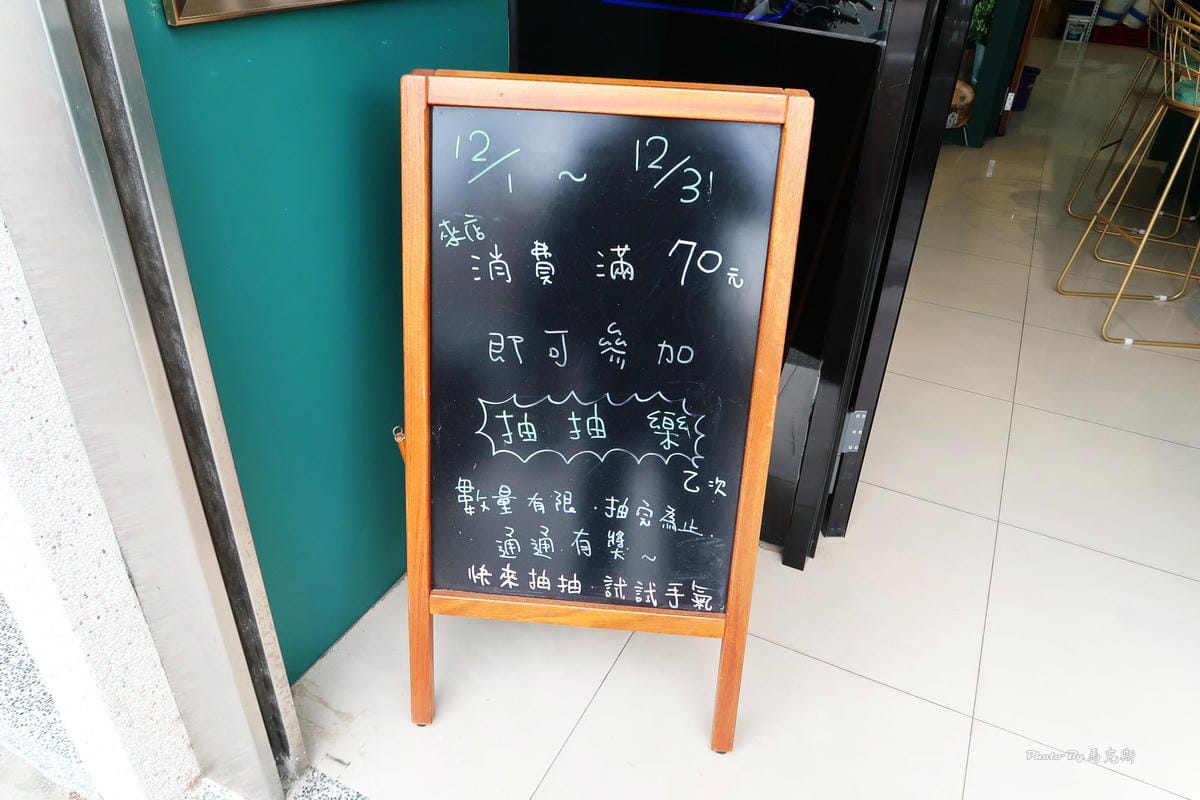 12/1 ~ 12/31
來店
消費滿 70元
即可參加
抽抽樂
乙次
數量有限.抽完為止.
通通有獎~
快來抽抽.試試手氣
Photo By 馬克斯